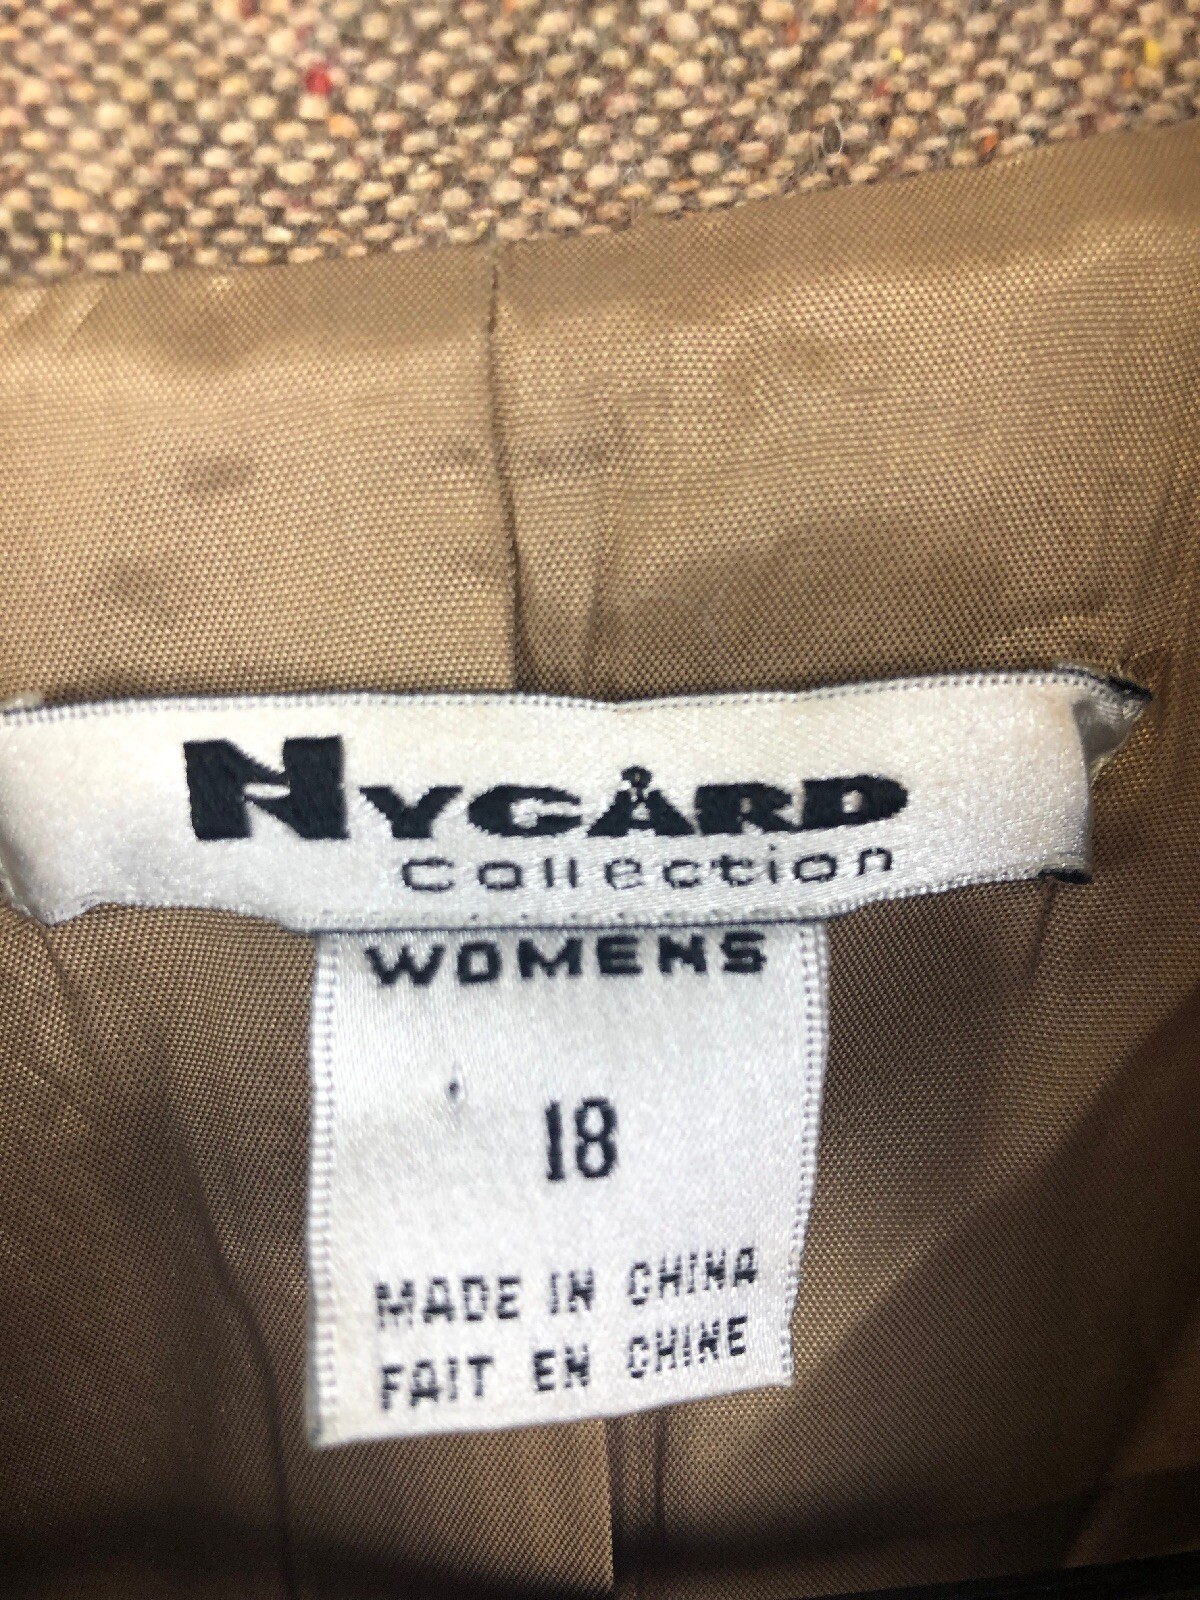 NYGÅRD
Collection
WOMENS
18
MADE IN CHINA
FAIT EN CHINE